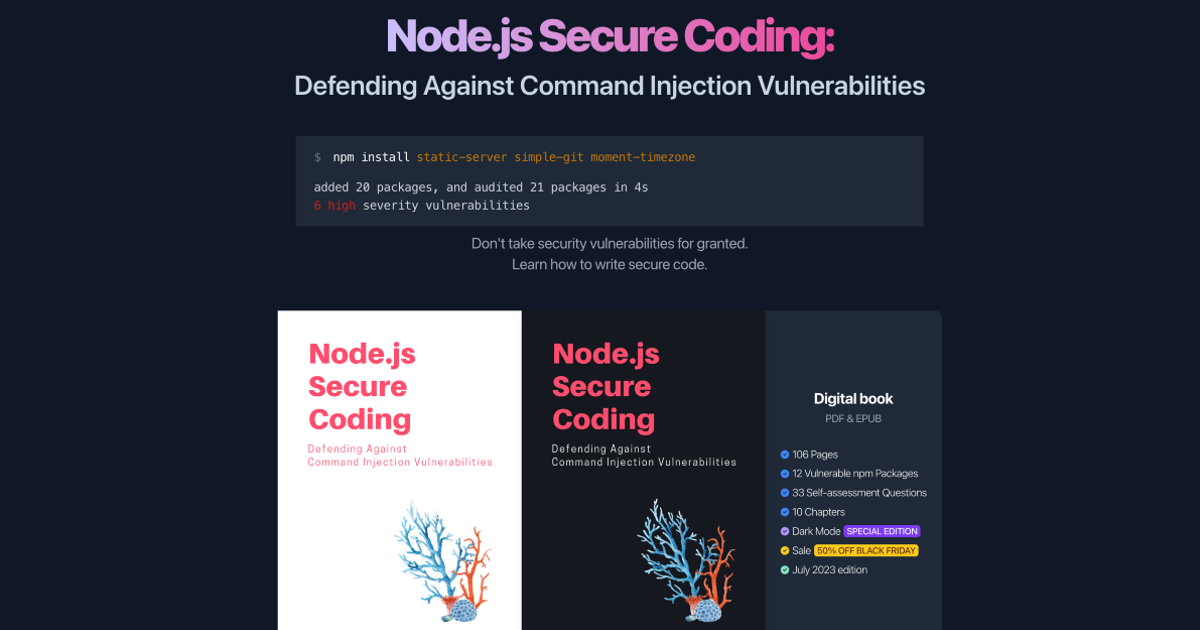 Node.js Secure Coding:
Defending Against Command Injection Vulnerabilities
$ npm install static-server simple-git moment-timezone
added 20 packages, and audited 21 packages in 4s
6 high severity vulnerabilities
Don't take security vulnerabilities for granted.
Learn how to write secure code.
Node.js
Secure
Coding
Defending Against
Command Injection Vulnerabilities
Node.js
Secure
Coding
Defending Against
Command Injection Vulnerabilities
Digital book
PDF & EPUB
106 Pages
12 Vulnerable npm Packages
33 Self-assessment Questions
10 Chapters
Dark Mode SPECIAL EDITION
Sale 50% OFF BLACK FRIDAY
July 2023 edition